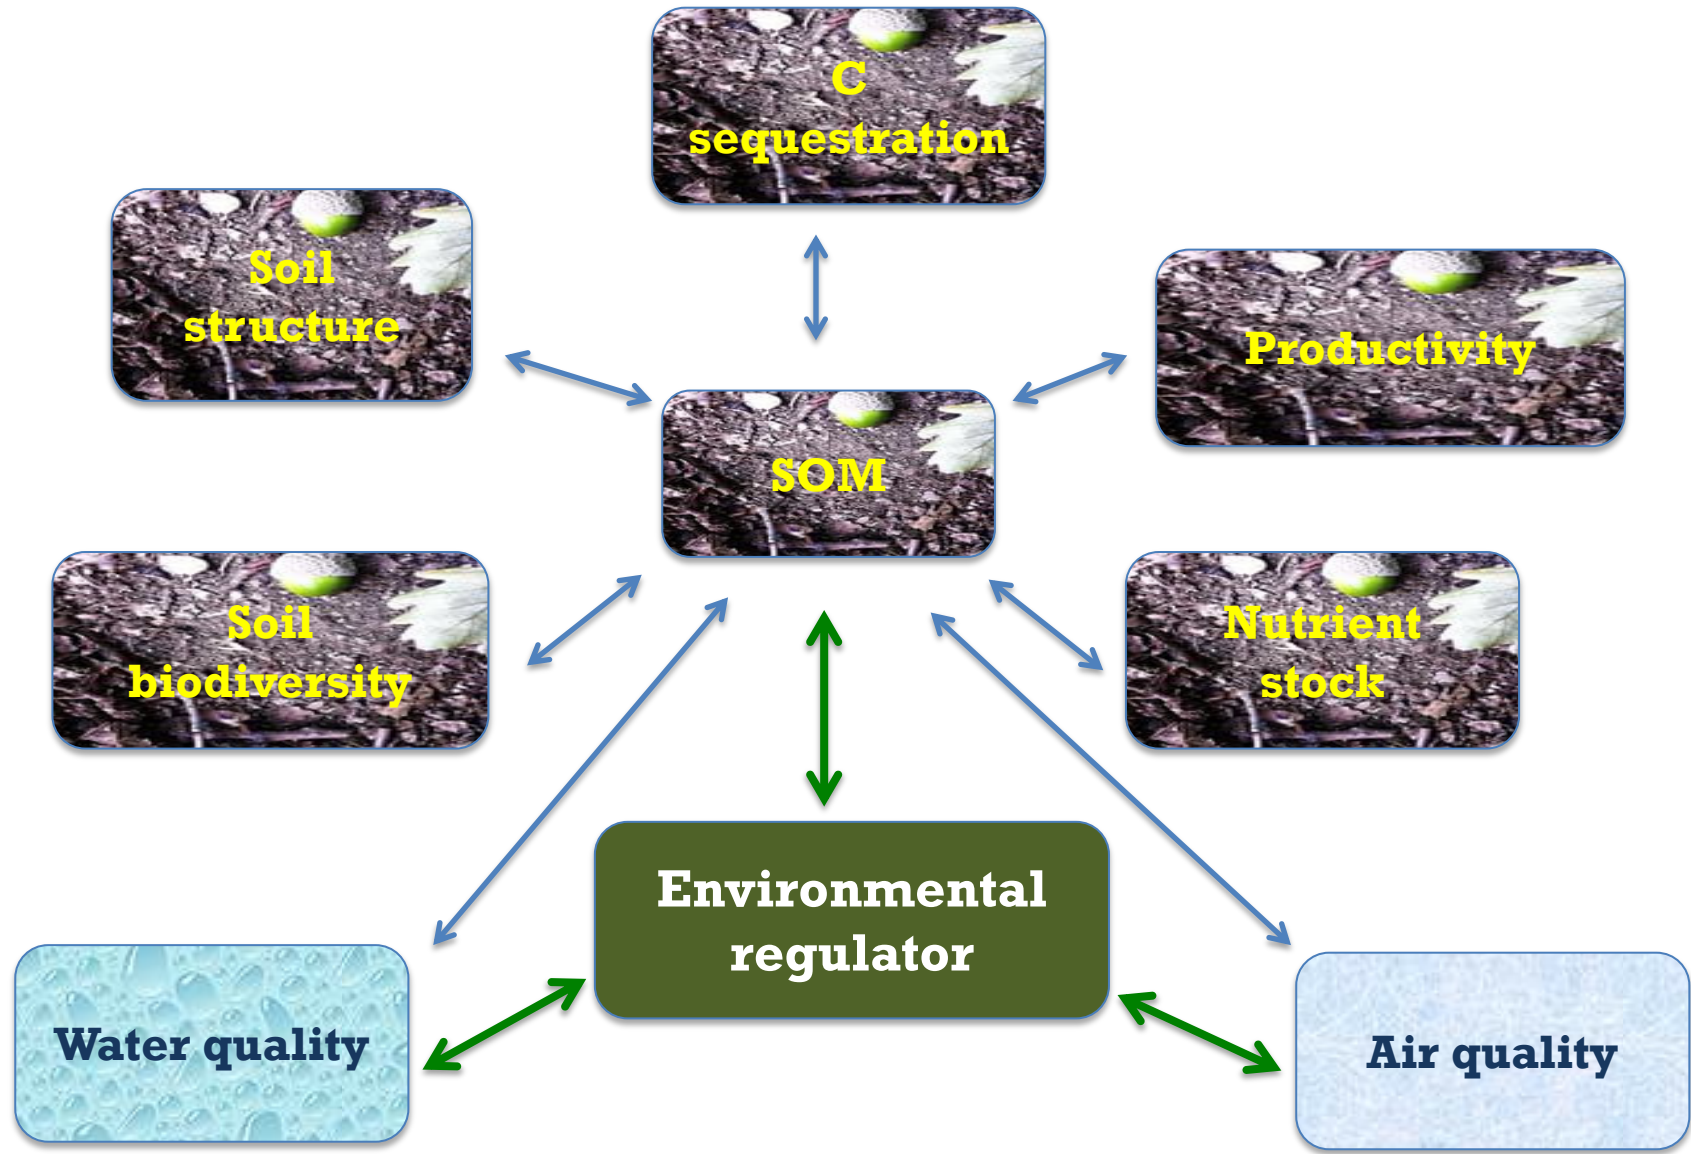 C
sequestration
Soil
structure
Productivity
SOM
Soil
biodiversity
Nutrient
stock
Environmental
regulator
Water quality
Air quality